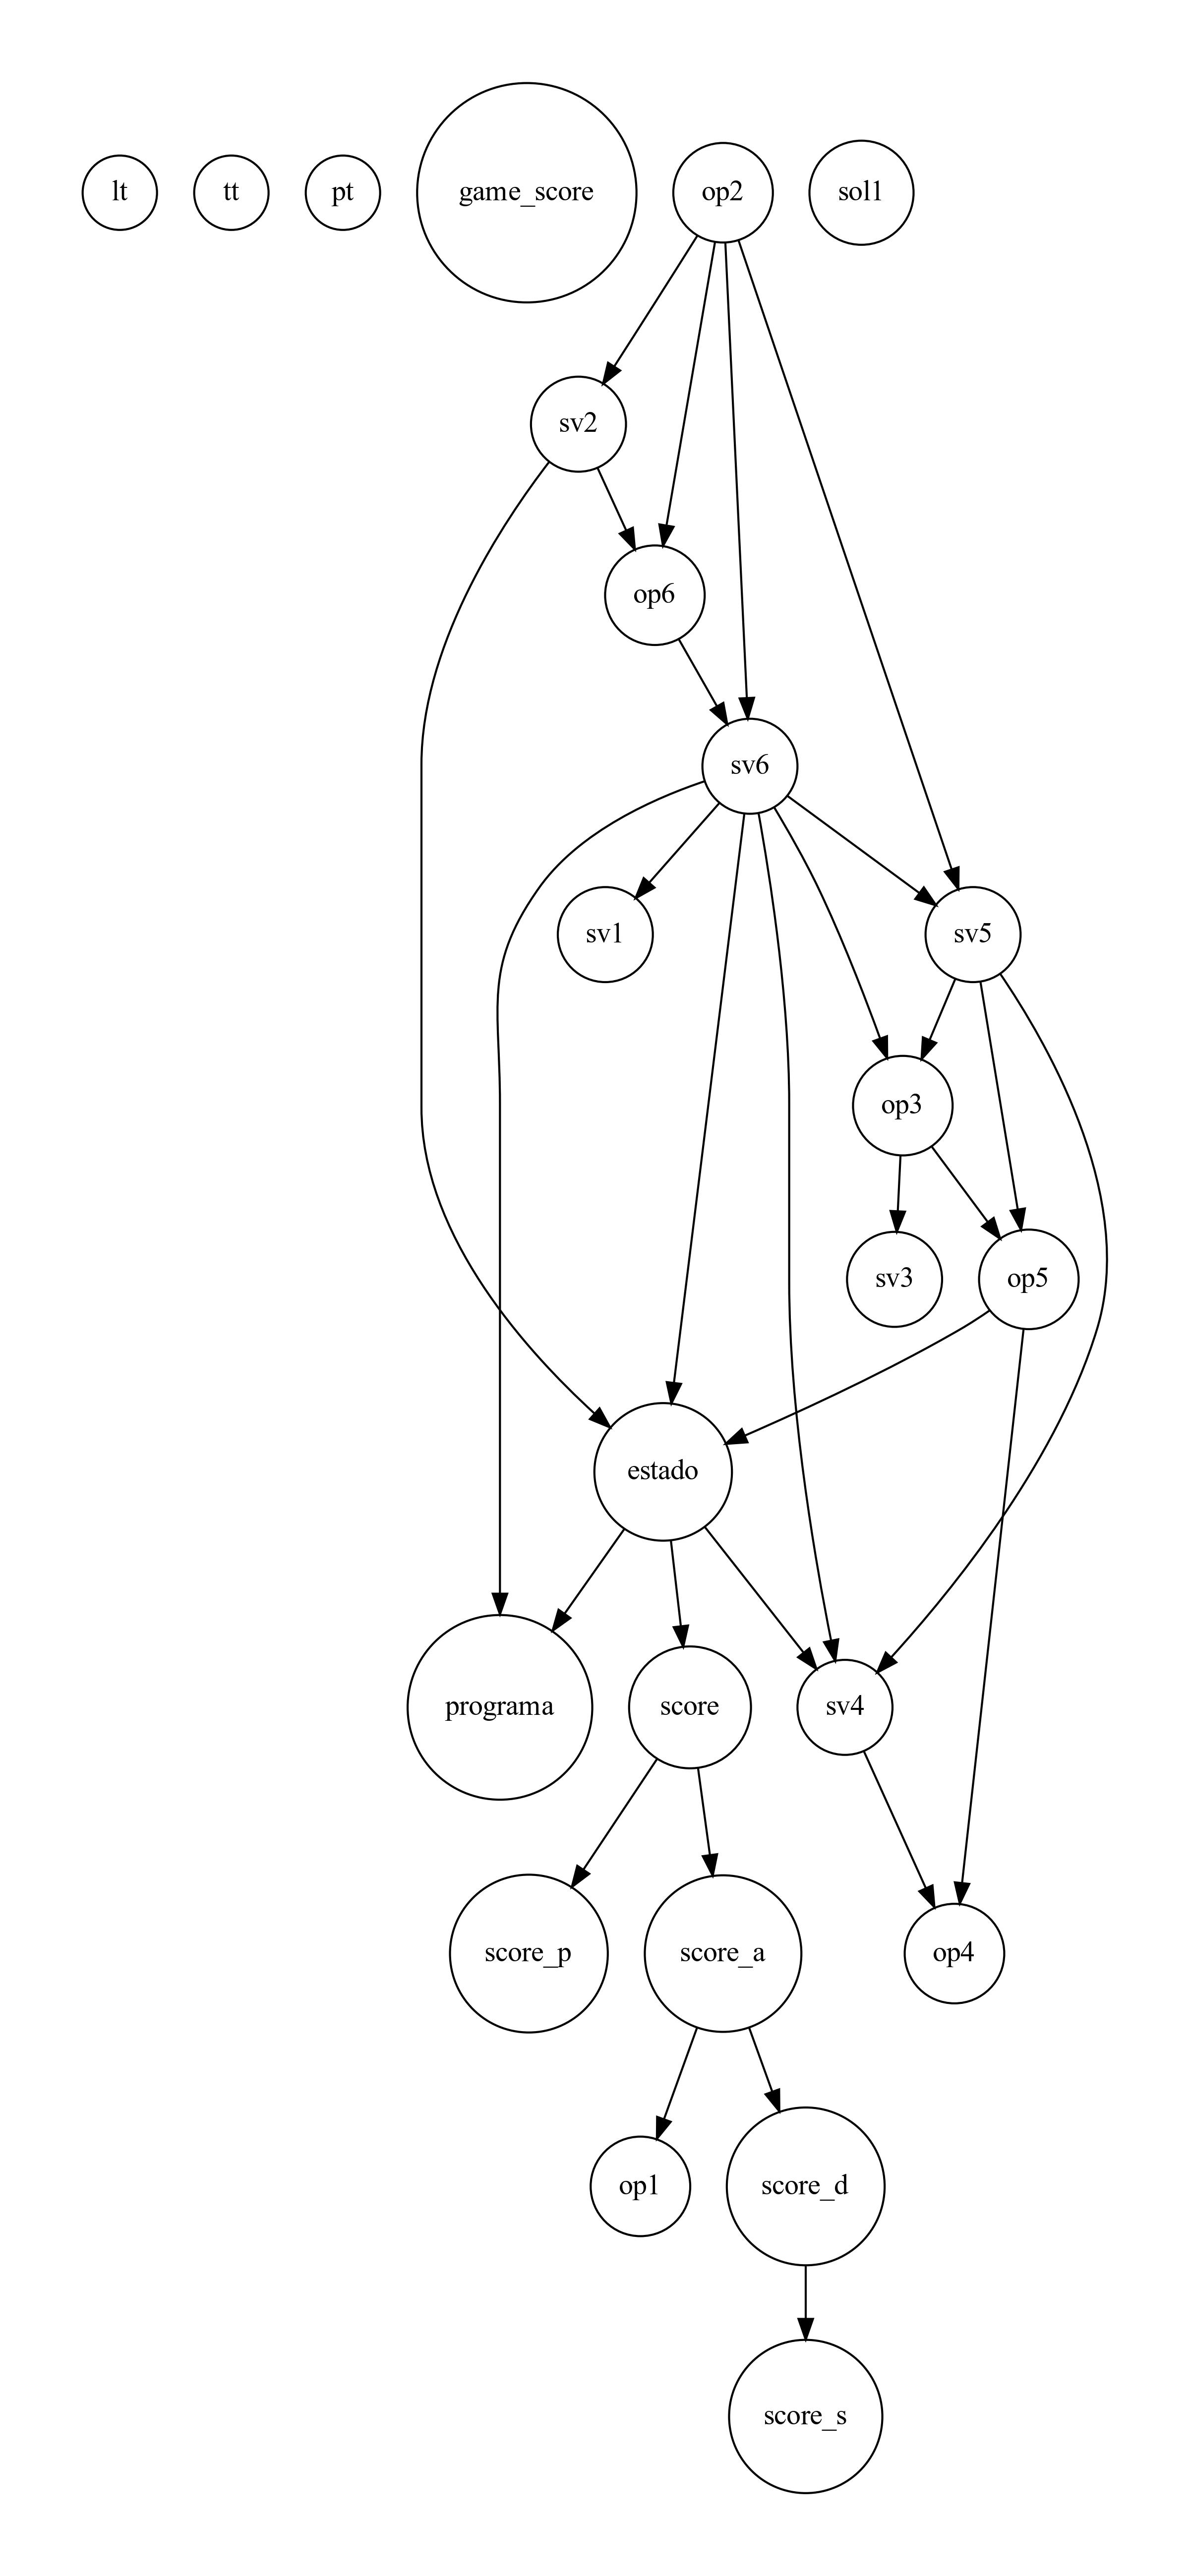 lt
tt
pt
game_score
op2
sol1
sv2
op6
sv6
sv1
sv5
op3
sv3
op5
estado
programa
score
sv4
score_p
score_a
op4
op1
score_d
score_s